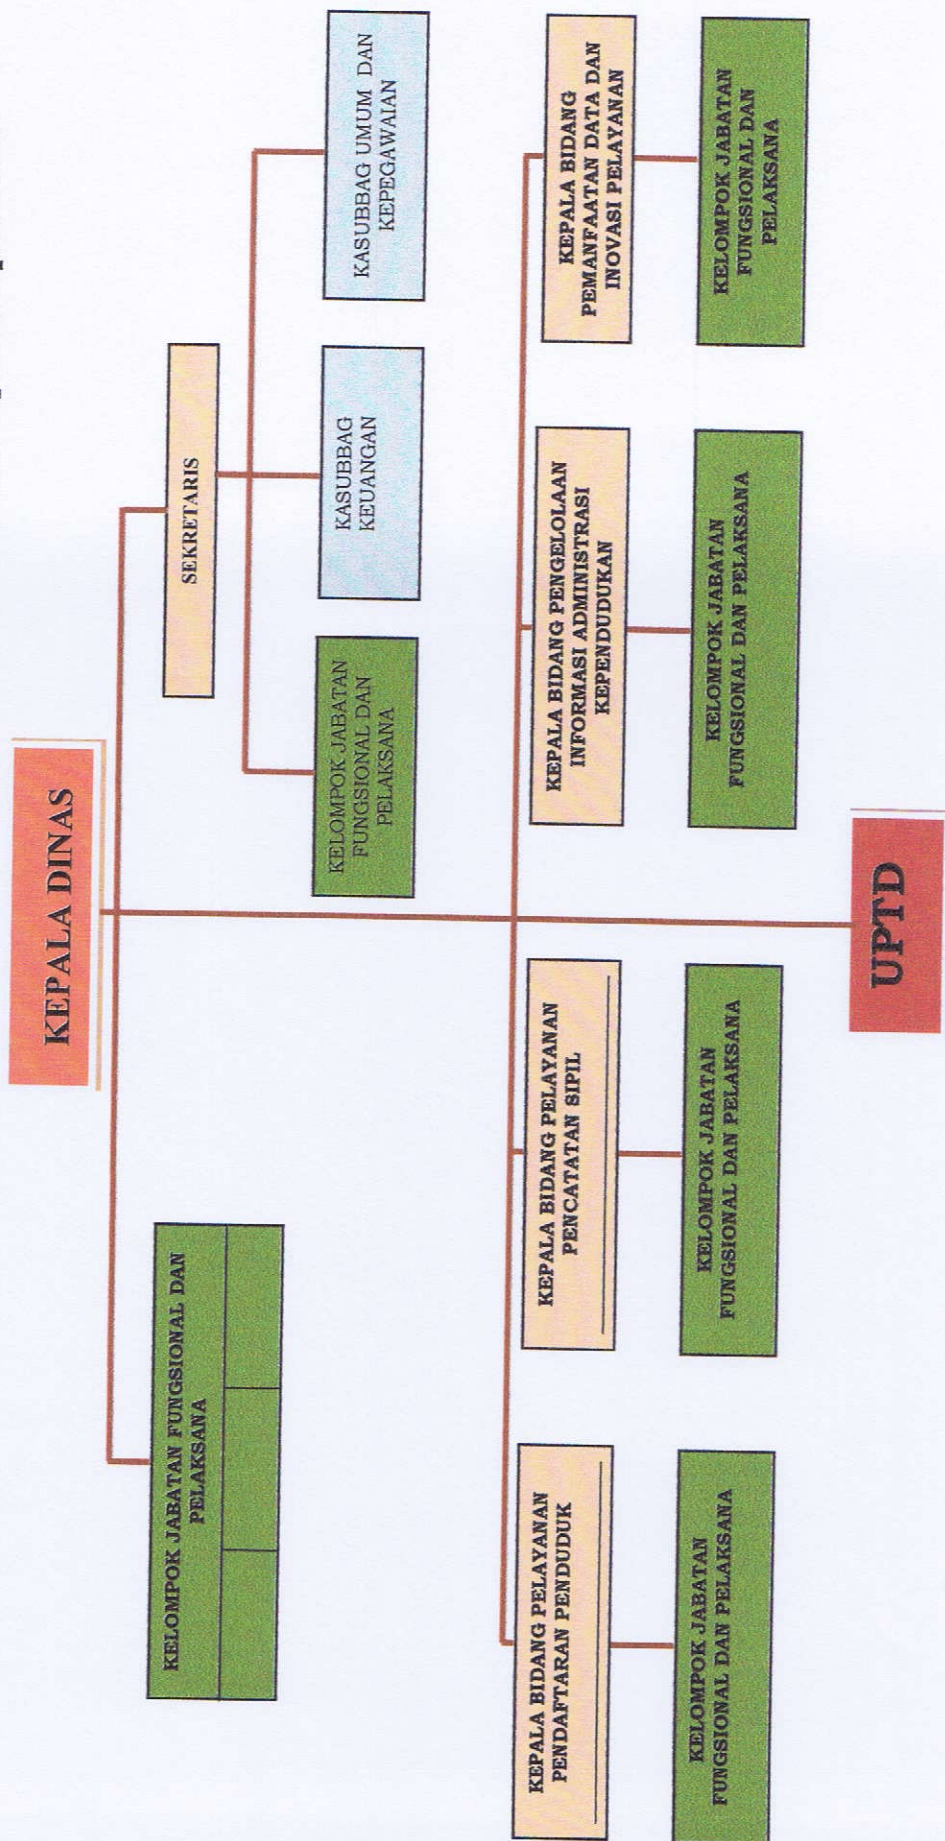 KEPALA DINAS
KELOMPOK JABATAN FUNGSIONAL DAN
PELAKSANA
SEKRETARIS
KELOMPOK JABATAN
FUNGSIONAL DAN
PELAKSANA
KASUBBAG
KEUANGAN
KASUBBAG UMUM DAN
KEPEGAWAIAN
KEPALA BIDANG PELAYANAN
PENDAFTARAN PENDUDUK
KEPALA BIDANG PELAYANAN
PENCATATAN SIPIL
KEPALA BIDANG PENGELOLAAN
INFORMASI ADMINISTRASI
KEPENDUDUKAN
KEPALA BIDANG
PEMANFAATAN DATA DAN
INOVASI PELAYANAN
KELOMPOK JABATAN
FUNGSIONAL DAN PELAKSANA
KELOMPOK JABATAN
FUNGSIONAL DAN PELAKSANA
KELOMPOK JABATAN
FUNGSIONAL DAN PELAKSANA
KELOMPOK JABATAN
FUNGSIONAL DAN
PELAKSANA
UPTD